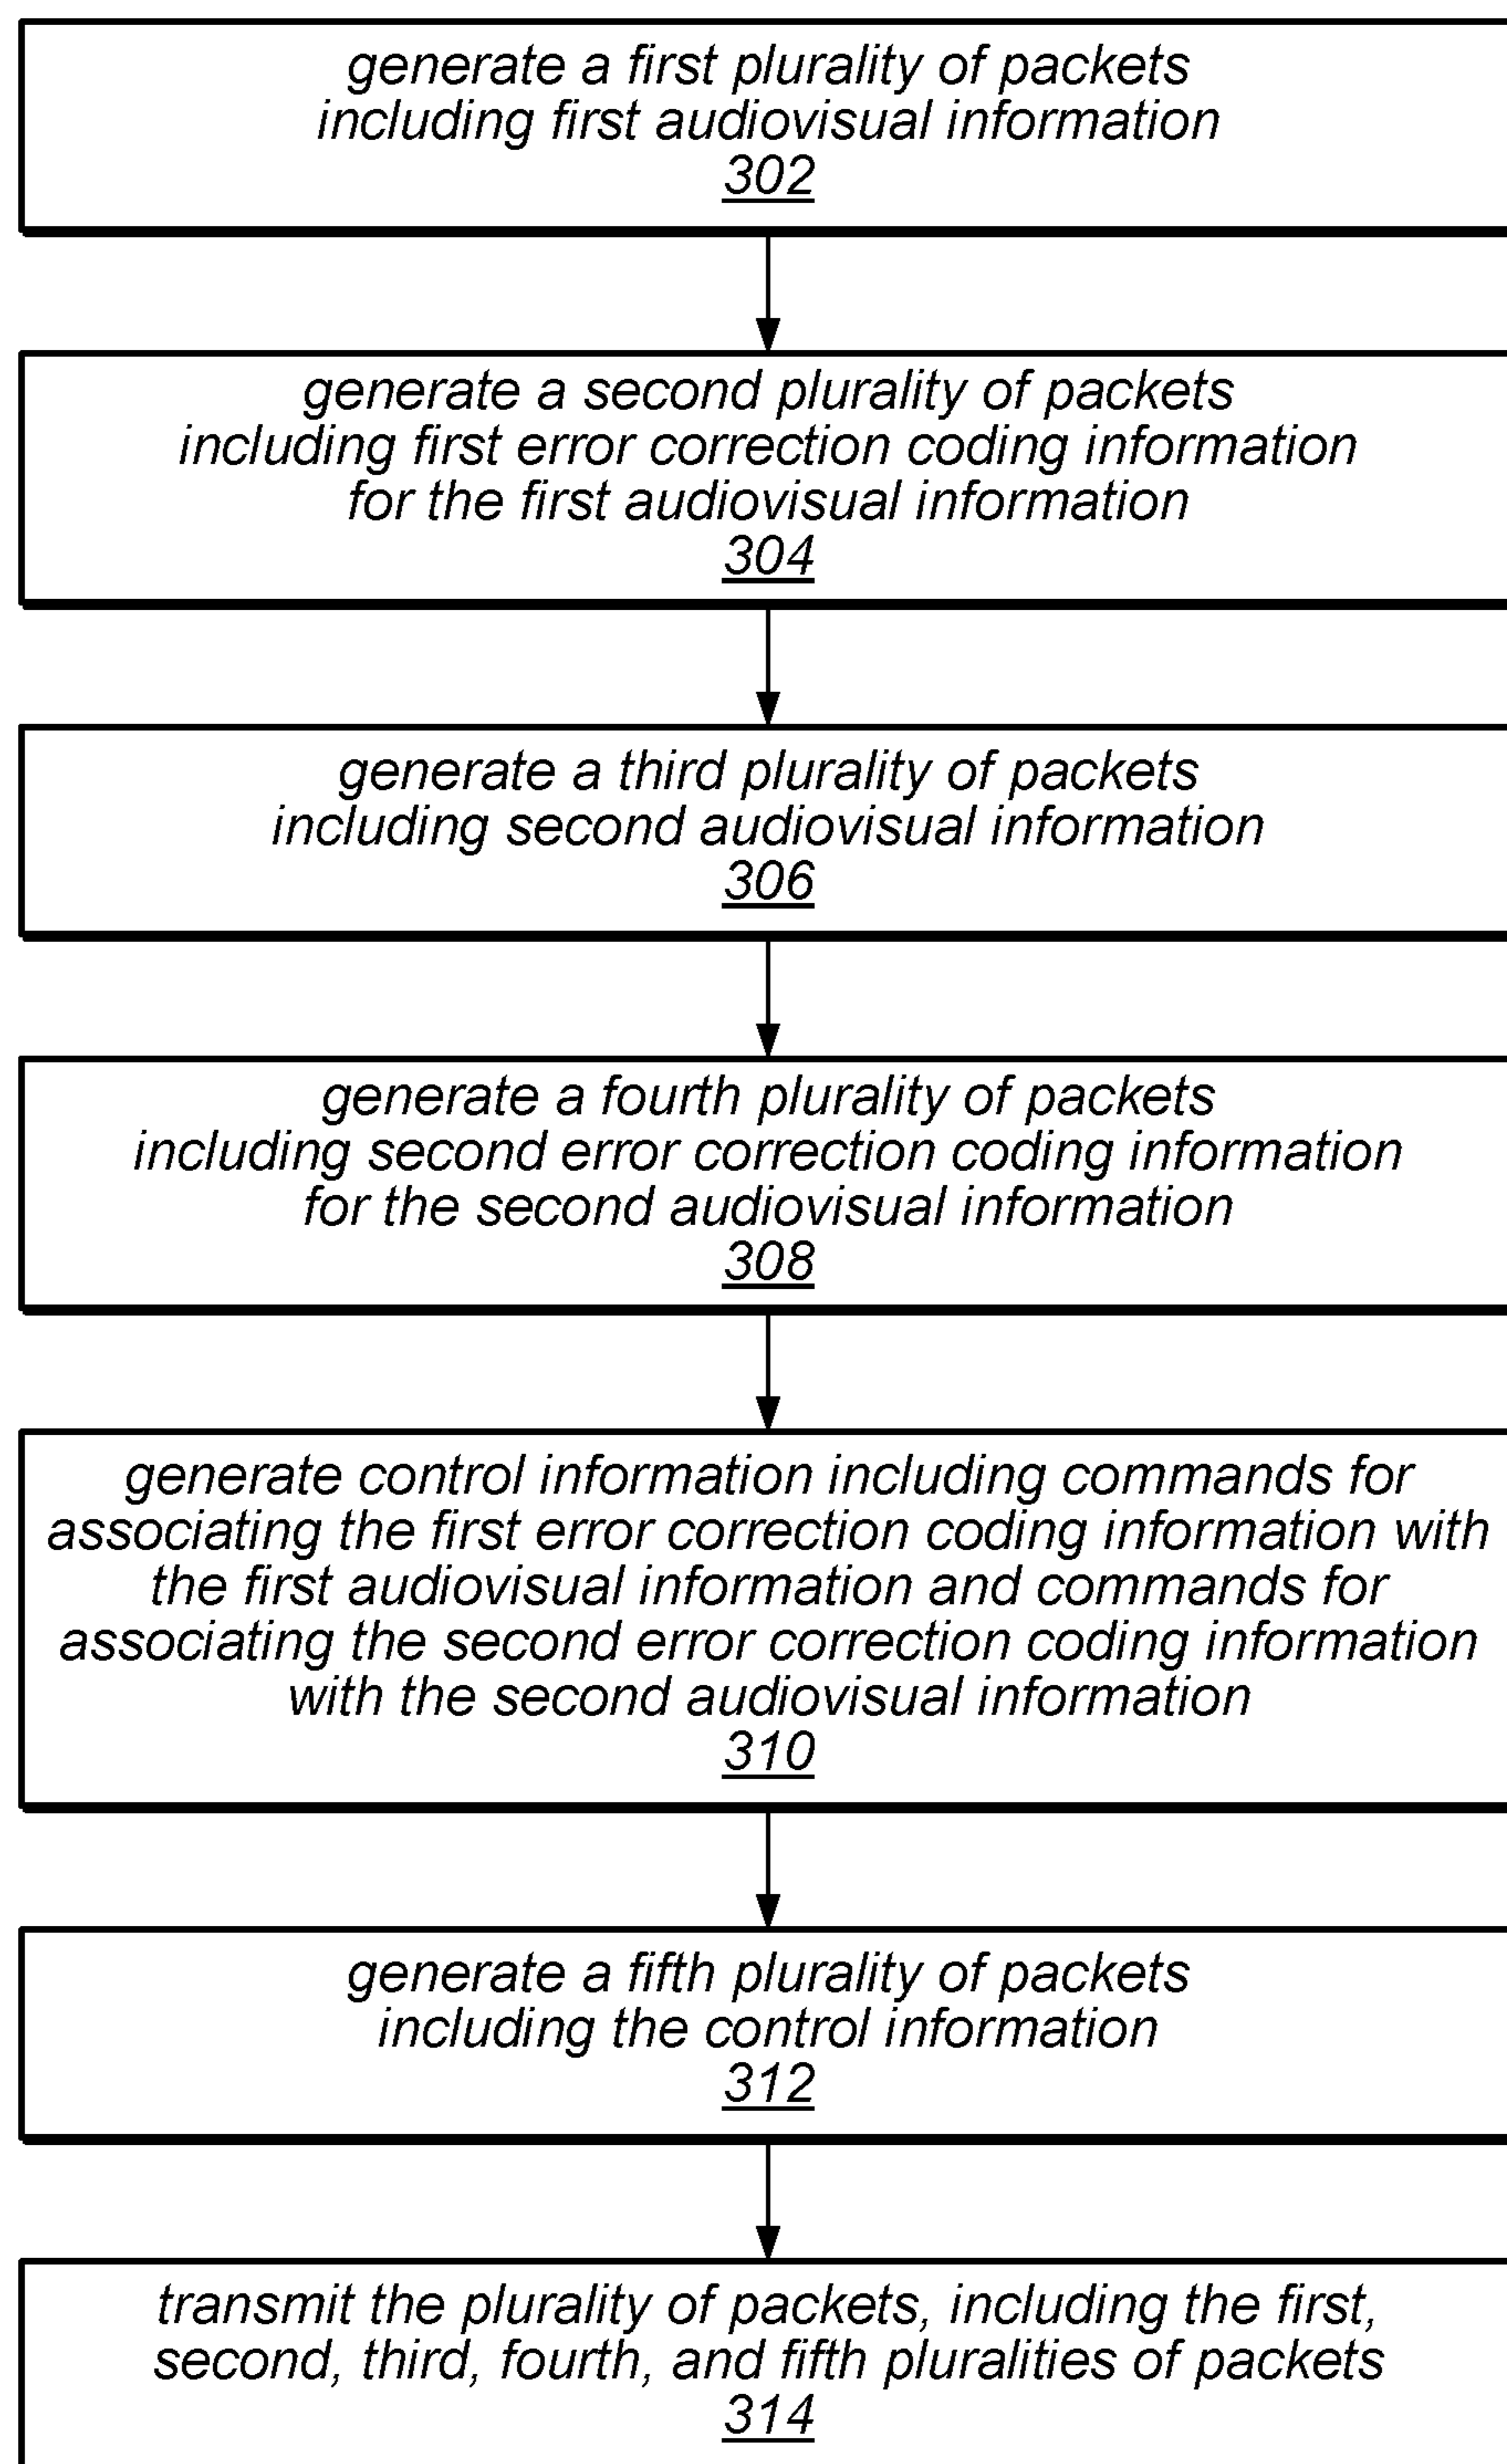 generate a first plurality of packets
including first audiovisual information
302
generate a second plurality of packets
including first error correction coding information
for the first audiovisual information
304
generate a third plurality of packets
including second audiovisual information
306
generate a fourth plurality of packets
including second error correction coding information
for the second audiovisual information
308
generate control information including commands for
associating the first error correction coding information with
the first audiovisual information and commands for
associating the second error correction coding information
with the second audiovisual information
310
generate a fifth plurality of packets
including the control information
312
transmit the plurality of packets, including the first,
second, third, fourth, and fifth pluralities of packets
314